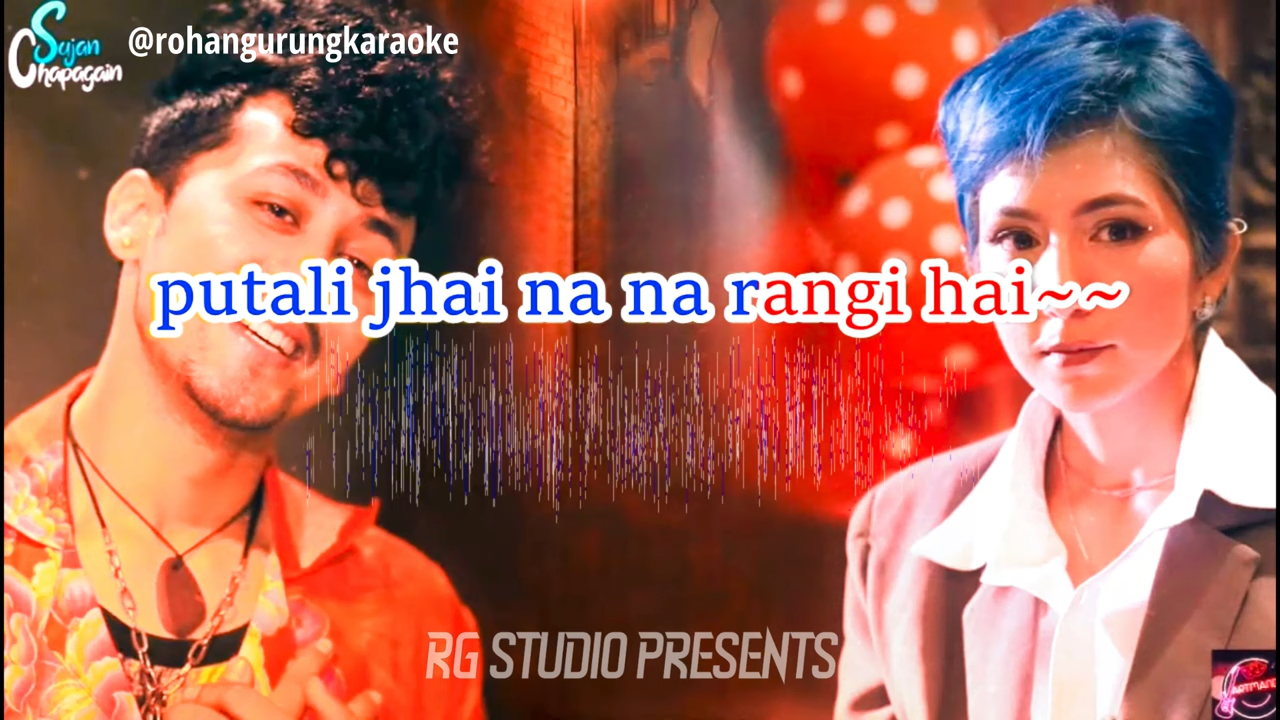 Sujan
Chapagain
@rohangurungkaraoke
putali jhai na na rangi hai~~
RG STUDIO PRESENTS